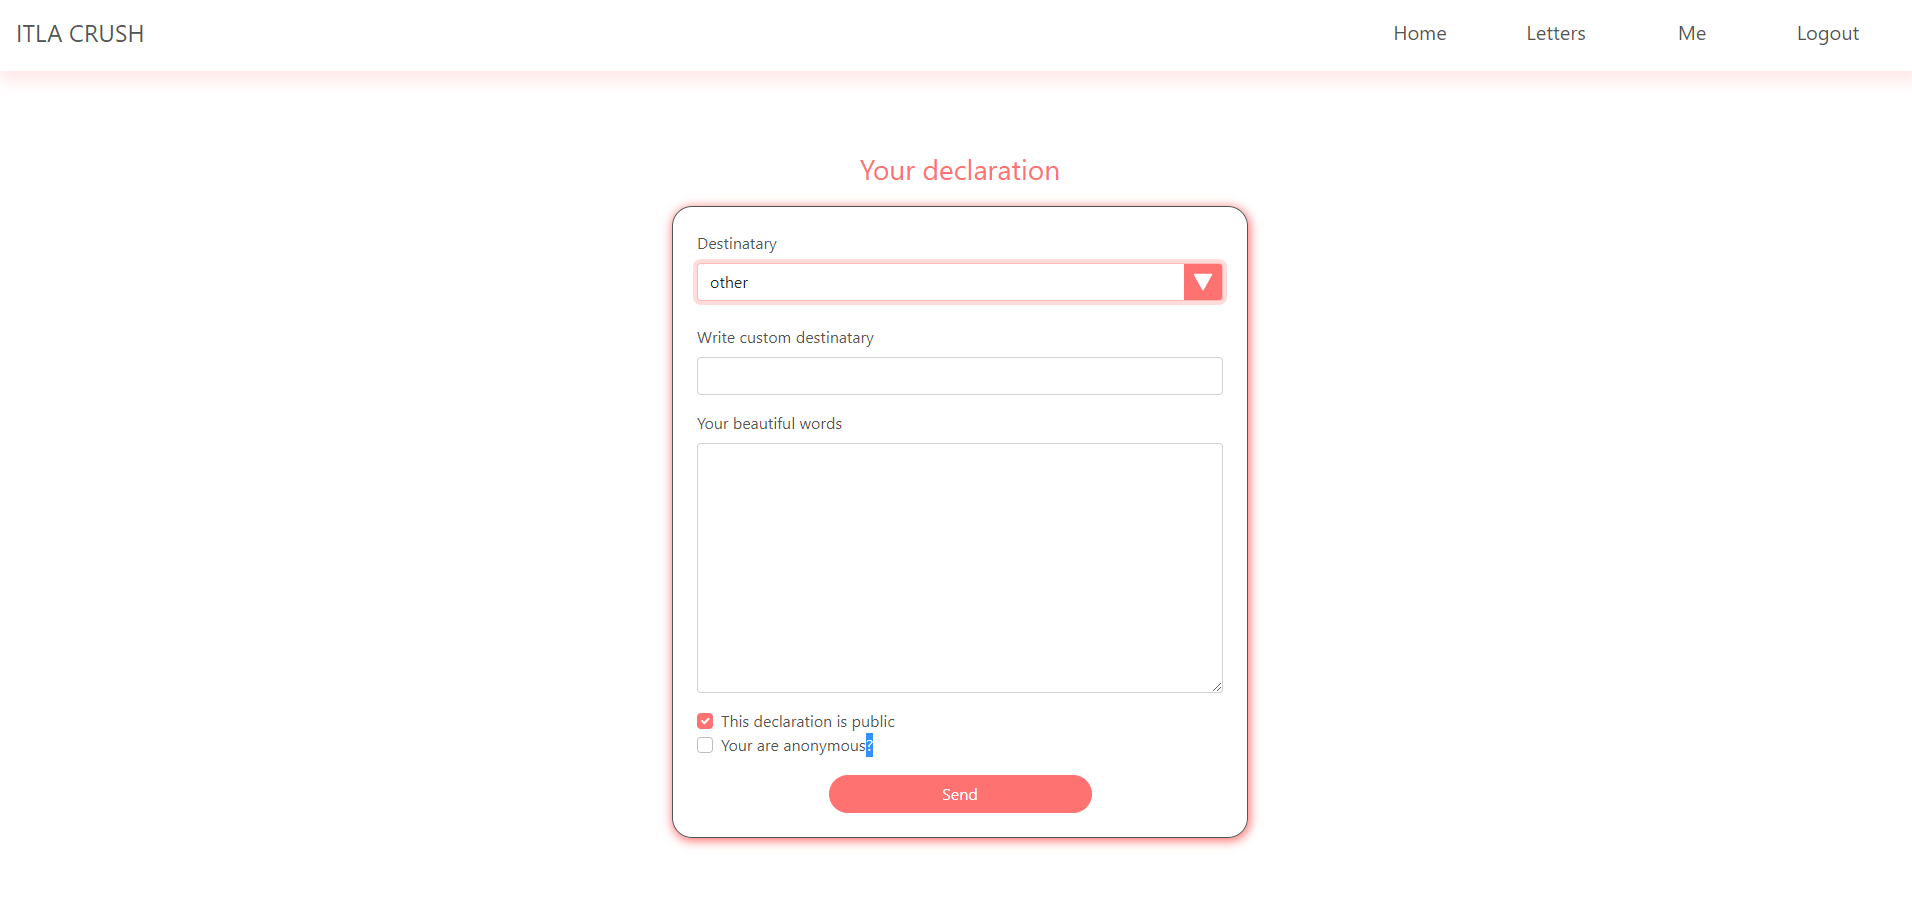 ITLA CRUSH
Home Letters Me Logout
Your declaration
Destinatary
other
Write custom destinatary
Your beautiful words
This declaration is public
Your are anonymous?
Send